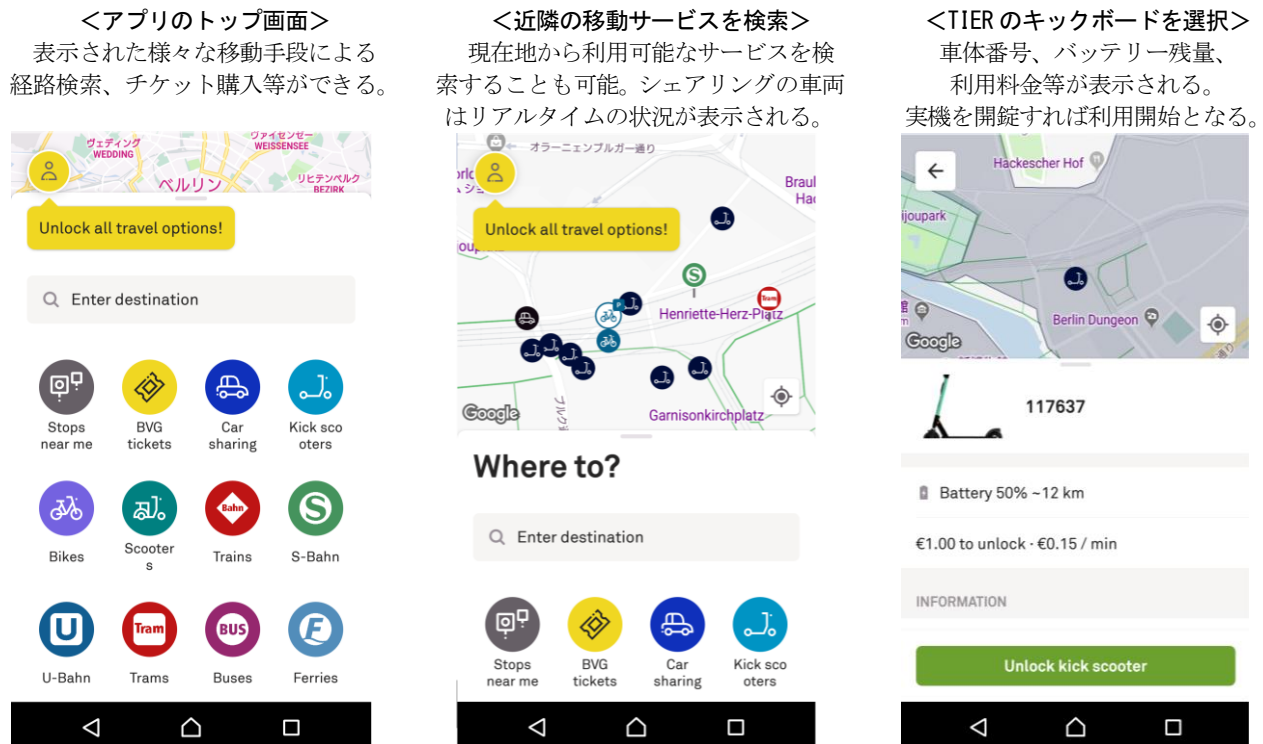 <アプリのトップ画面>
表示された様々な移動手段による
経路検索、チケット購入等ができる。
ヴェディング
WEDDING
ヴァイセンゼー
WEISSENSEE
ベルリン
リヒテンベルク
BEZIRK
Unlock all travel options!
Enter destination
Stops
near me
BVG
tickets
Car
sharing
Kick sco
oters
Bikes
Scooter
s
Bahn
Trains
S
S-Bahn
U
U-Bahn
Tram
Trams
BUS
Buses
F
Ferries
<近隣の移動サービスを検索>
現在地から利用可能なサービスを検
索することも可能。シェアリングの車両
はリアルタイムの状況が表示される。
オラーニェンブルガー通り
Braul
Unlock all travel options!
S
Tram
P
Henriette-Herz-Platz
Google
Garnisonkirchplatz
Where to?
Enter destination
Stops
near me
BVG
tickets
Car
sharing
Kick sco
oters
<TIERのキックボードを選択>
車体番号、バッテリー残量、
利用料金等が表示される。
実機を開錠すれば利用開始となる。
Hackescher Hof
ijoupark
Berlin Dungeon
Google
通り
117637
Battery 50% ~12 km
€1.00 to unlock · €0.15 / min
INFORMATION
Unlock kick scooter